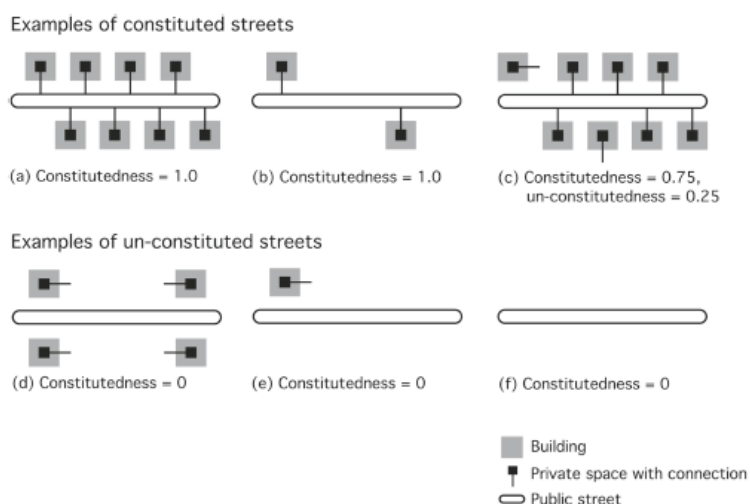 Examples of constituted streets
(a) Constitutedness = 1.0
(b) Constitutedness = 1.0
(c) Constitutedness = 0.75,
un-constitutedness = 0.25
Examples of un-constituted streets
(d) Constitutedness = 0
(e) Constitutedness = 0
(f) Constitutedness = 0
Building
Private space with connection
Public street